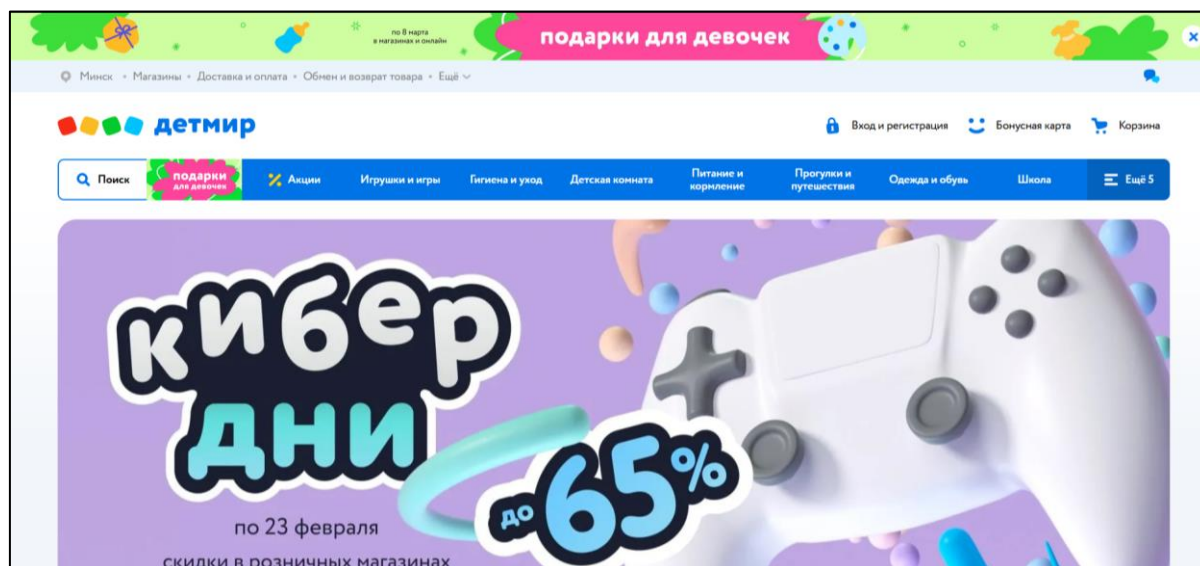 по 8 марта
в магазинах и онлайн
подарки для девочек
Минск • Магазины • Доставка и оплата • Обмен и возврат товара • Ещё
детмир
Вход и регистрация
Бонусная карта
Корзина
Поиск
подарки
для девочек
% Акции
Игрушки и игры
Гигиена и уход
Детская комната
Питание и
кормление
Прогулки и
путешествия
Одежда и обувь
Школа
Ещё 5
кибер
дни
до 65%
по 23 февраля
скидки в розничных магазинах